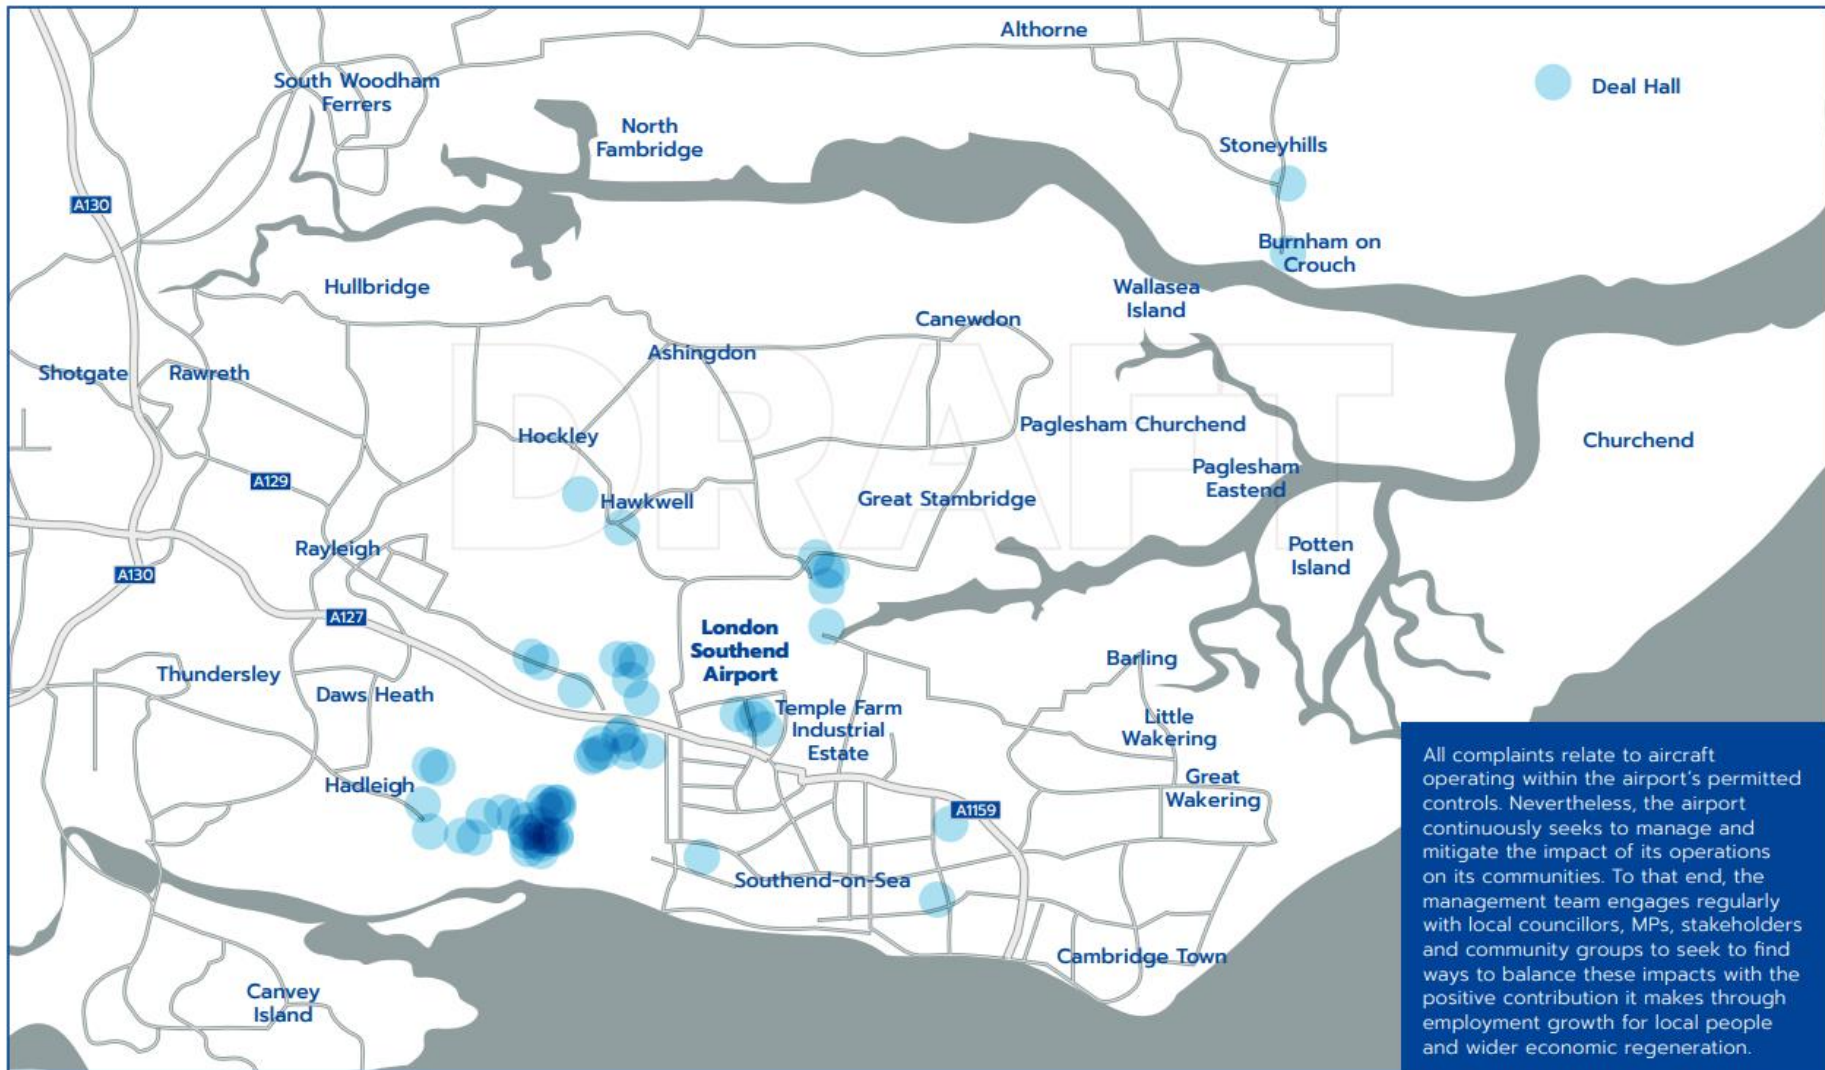 Althorne
South Woodham
Ferrers
Deal Hall
North
Fambridge
Stoneyhills
A130
Burnham on
Crouch
Hullbridge
Wallasea
Island
Canewdon
Ashingdon
Shotgate
Rawreth
DRAFT
Paglesham Churchend
Hockley
Churchend
Paglesham
Eastend
A129
Hawkwell
Great Stambridge
Rayleigh
Potten
Island
A130
A127
London
Southend
Airport
Barling
Thundersley
Daws Heath
Temple Farm
Industrial
Estate
Little
Wakering
Hadleigh
Great
Wakering
A1159
Southend-on-Sea
Cambridge Town
Canvey
Island
All complaints relate to aircraft
operating within the airport's permitted
controls. Nevertheless, the airport
continuously seeks to manage and
mitigate the impact of its operations
on its communities. To that end, the
management team engages regularly
with local councillors, MPs, stakeholders
and community groups to seek to find
ways to balance these impacts with the
positive contribution it makes through
employment growth for local people
and wider economic regeneration.